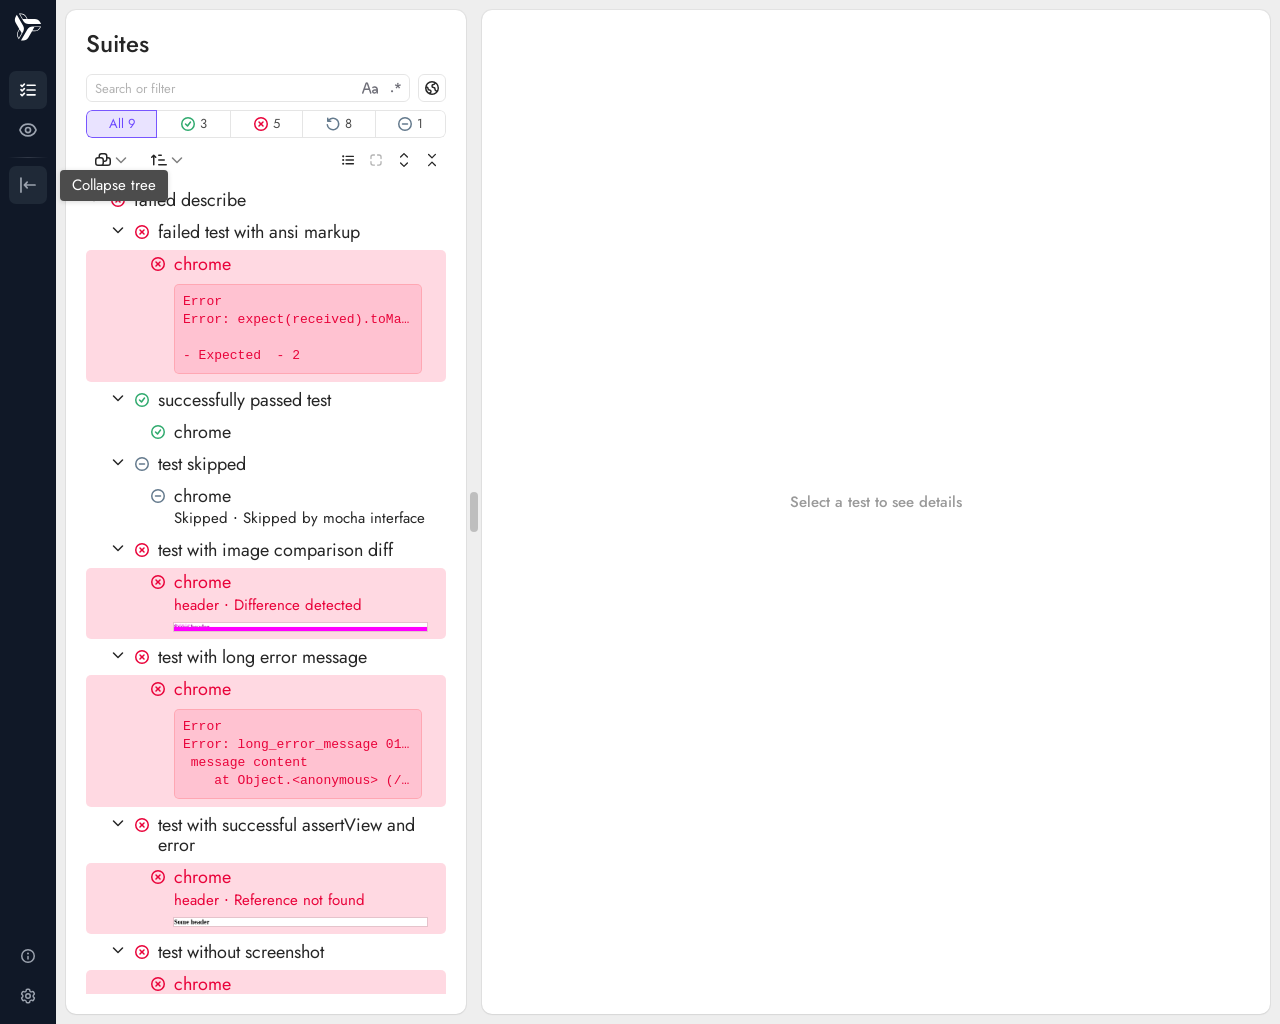 Suites
Search or filter
Aa .*
All 9
3
5
8
1
Collapse tree
failed describe
failed test with ansi markup
chrome
Error
Error: expect(received).toMa…
- Expected  - 2
successfully passed test
chrome
test skipped
chrome
Skipped · Skipped by mocha interface
test with image comparison diff
chrome
header · Difference detected
test with long error message
chrome
Error
Error: long_error_message 01…
message content
at Object.<anonymous> (/…
test with successful assertView and
error
chrome
header · Reference not found
Some header
test without screenshot
chrome
Select a test to see details